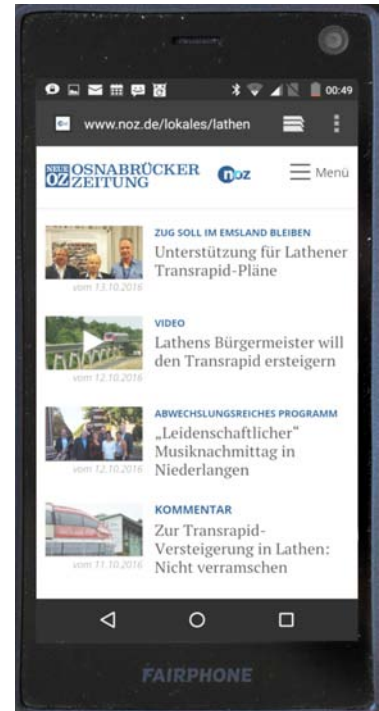 00:49
www.noz.de/lokales/lathen
NEUE OSNABRÜCKER
OZ ZEITUNG
noz
Menü
ZUG SOLL IM EMSLAND BLEIBEN
Unterstützung für Lathener
Transrapid-Pläne
vom 13.10.2016
VIDEO
Lathens Bürgermeister will
den Transrapid ersteigern
vom 12.10.2016
ABWECHSLUNGSREICHES PROGRAMM
„Leidenschaftlicher“
Musiknachmittag in
Niederlangen
vom 12.10.2016
KOMMENTAR
Zur Transrapid-
Versteigerung in Lathen:
Nicht verramschen
vom 11.10.2016
FAIRPHONE